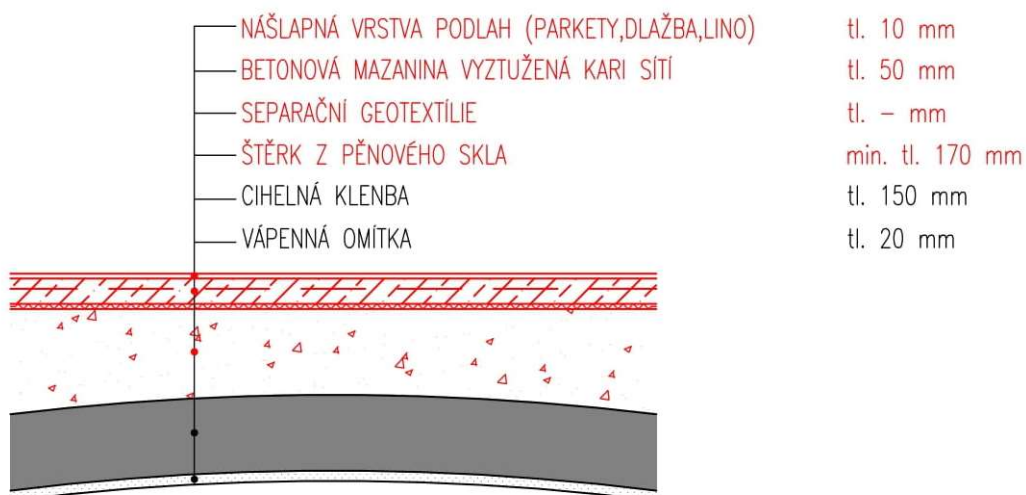 NÁŠLAPNÁ VRSTVA PODLAH (PARKETY,DLAŽBA,LINO) tl. 10 mm
BETONOVÁ MAZANINA VYZTUŽENÁ KARI SÍTÍ tl. 50 mm
SEPARAČNÍ GEOTEXTÍLIE tl. – mm
ŠTĚRK Z PĚNOVÉHO SKLA min. tl. 170 mm
CIHELNÁ KLENBA tl. 150 mm
VÁPENNÁ OMÍTKA tl. 20 mm